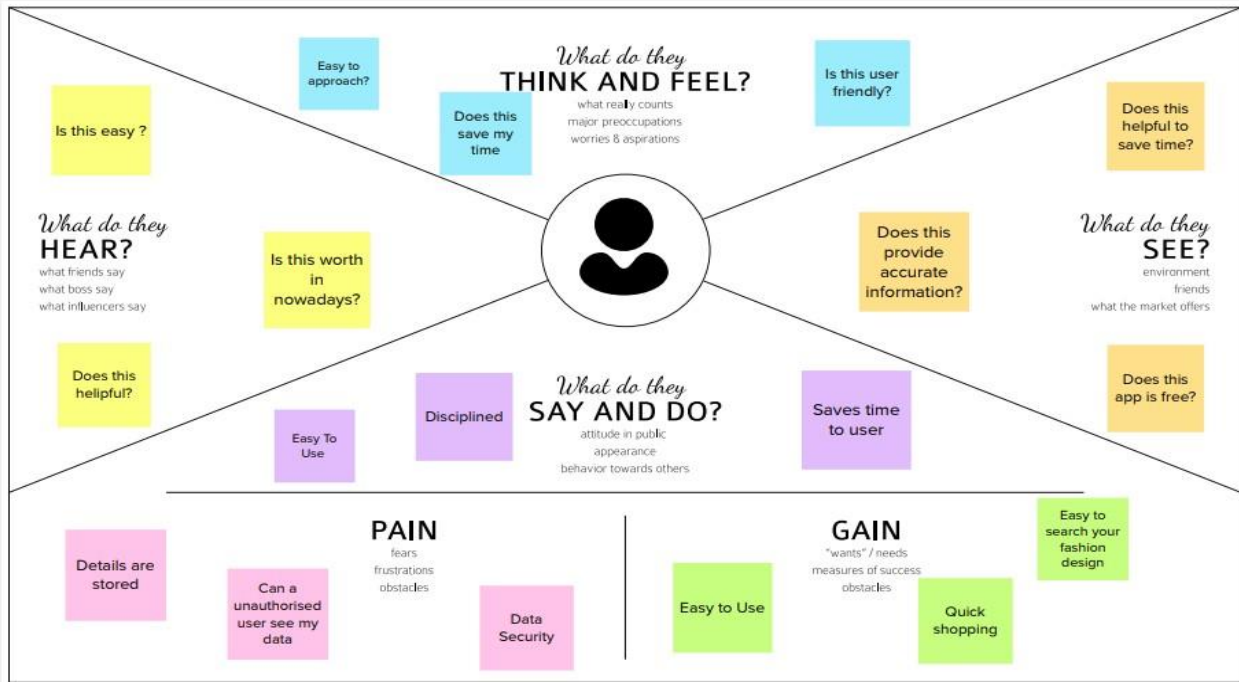 What do they
THINK AND FEEL?
what really counts
major preoccupations
worries & aspirations
Easy to
approach?
Does this
save my
time
Is this user
friendly?
Is this easy ?
What do they
HEAR?
what friends say
what boss say
what influencers say
Is this worth
in
nowadays?
Does this
helipful?
Does this
helpful to
save time?
Does this
provide
accurate
information?
What do they
SEE?
environment
friends
what the market offers
Does this
app is free?
What do they
SAY AND DO?
attitude in public
appearance
behavior towards others
Easy To
Use
Disciplined
Saves time
to user
PAIN
fears
frustrations
obstacles
Details are
stored
Can a
unauthorised
user see my
data
Data
Security
GAIN
"wants" / needs
measures of success
obstacles
Easy to Use
Quick
shopping
Easy to
search your
fashion
design